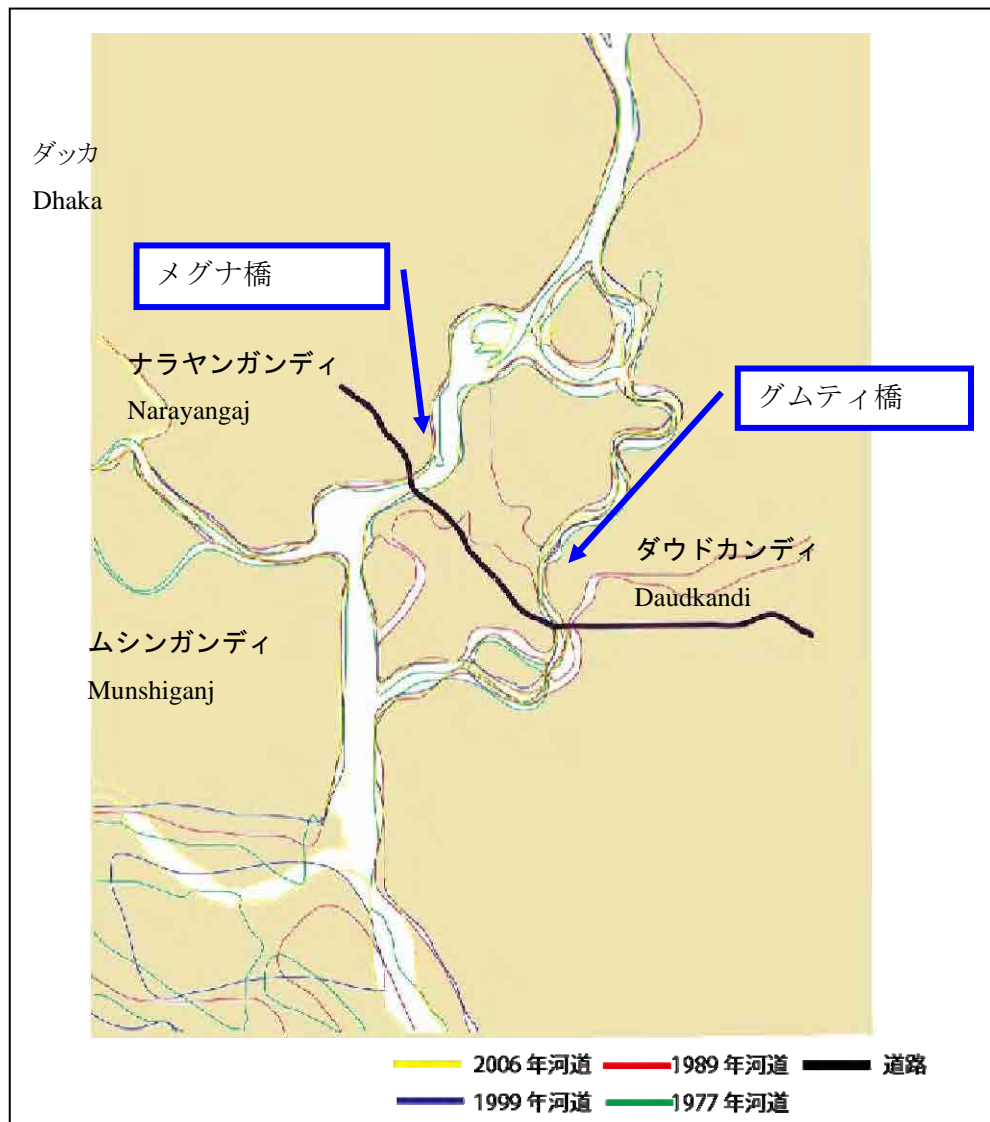 ダッカ
Dhaka
メグナ橋
ナラヤンガンディ
Narayangaj
グムティ橋
ダウドカンディ
Daudkandi
ムシンガンディ
Munshiganj
2006 年河道 1989 年河道 道路
1999 年河道 1977 年河道